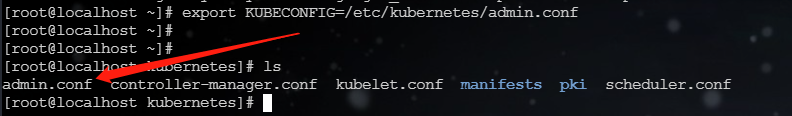 [root@localhost ~]# export KUBECONFIG=/etc/kubernetes/admin.conf
[root@localhost ~]#
[root@localhost ~]#
[root@localhost kubernetes]# ls
admin.conf  controller-manager.conf  kubelet.conf  manifests  pki  scheduler.conf
[root@localhost kubernetes]#